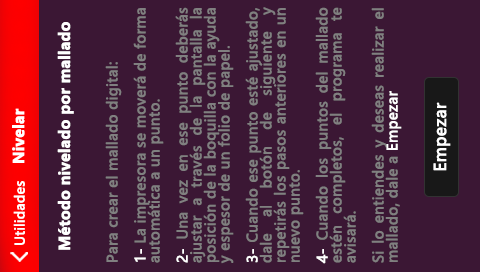 Utilidades Nivelar
Método nivelado por mallado
Para crear el mallado digital:
1- La impresora se moverá de forma
automática a un punto.
2- Una vez en ese punto deberás
ajustar a través de la pantalla la
posición de la boquilla con la ayuda
y espesor de un folio de papel.
3- Cuando ese punto esté ajustado,
dale al botón de siguiente y
repetirás los pasos anteriores en un
nuevo punto.
4- Cuando los puntos del mallado
estén completos, el programa te
avisará.
Si lo entiendes y deseas realizar el
mallado, dale a Empezar
Empezar